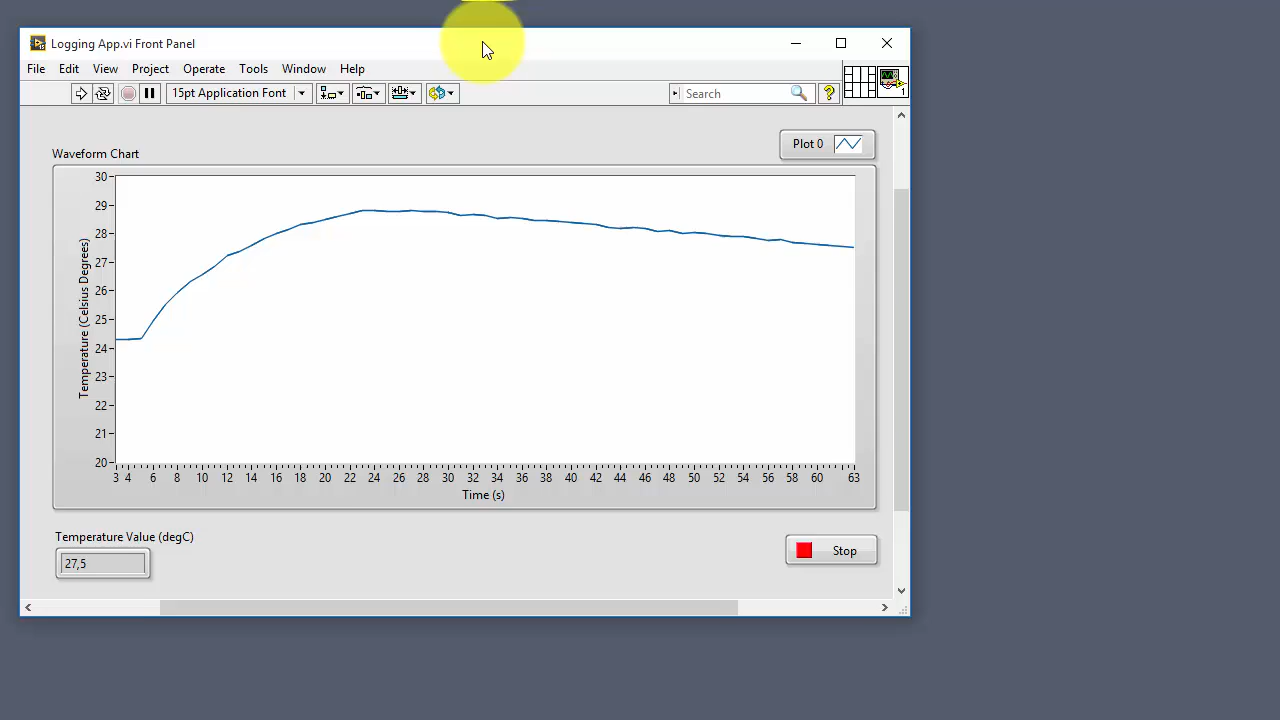 Logging App.vi Front Panel
File Edit View Project Operate Tools Window Help
15pt Application Font
Search
?
1
Plot 0
Waveform Chart
30
29
28
27
26
25
24
23
22
21
20
Temperature (Celsius Degrees)
3 4 6 8 10 12 14 16 18 20 22 24 26 28 30 32 34 36 38 40 42 44 46 48 50 52 54 56 58 60 63
Time (s)
Temperature Value (degC)
27,5
Stop